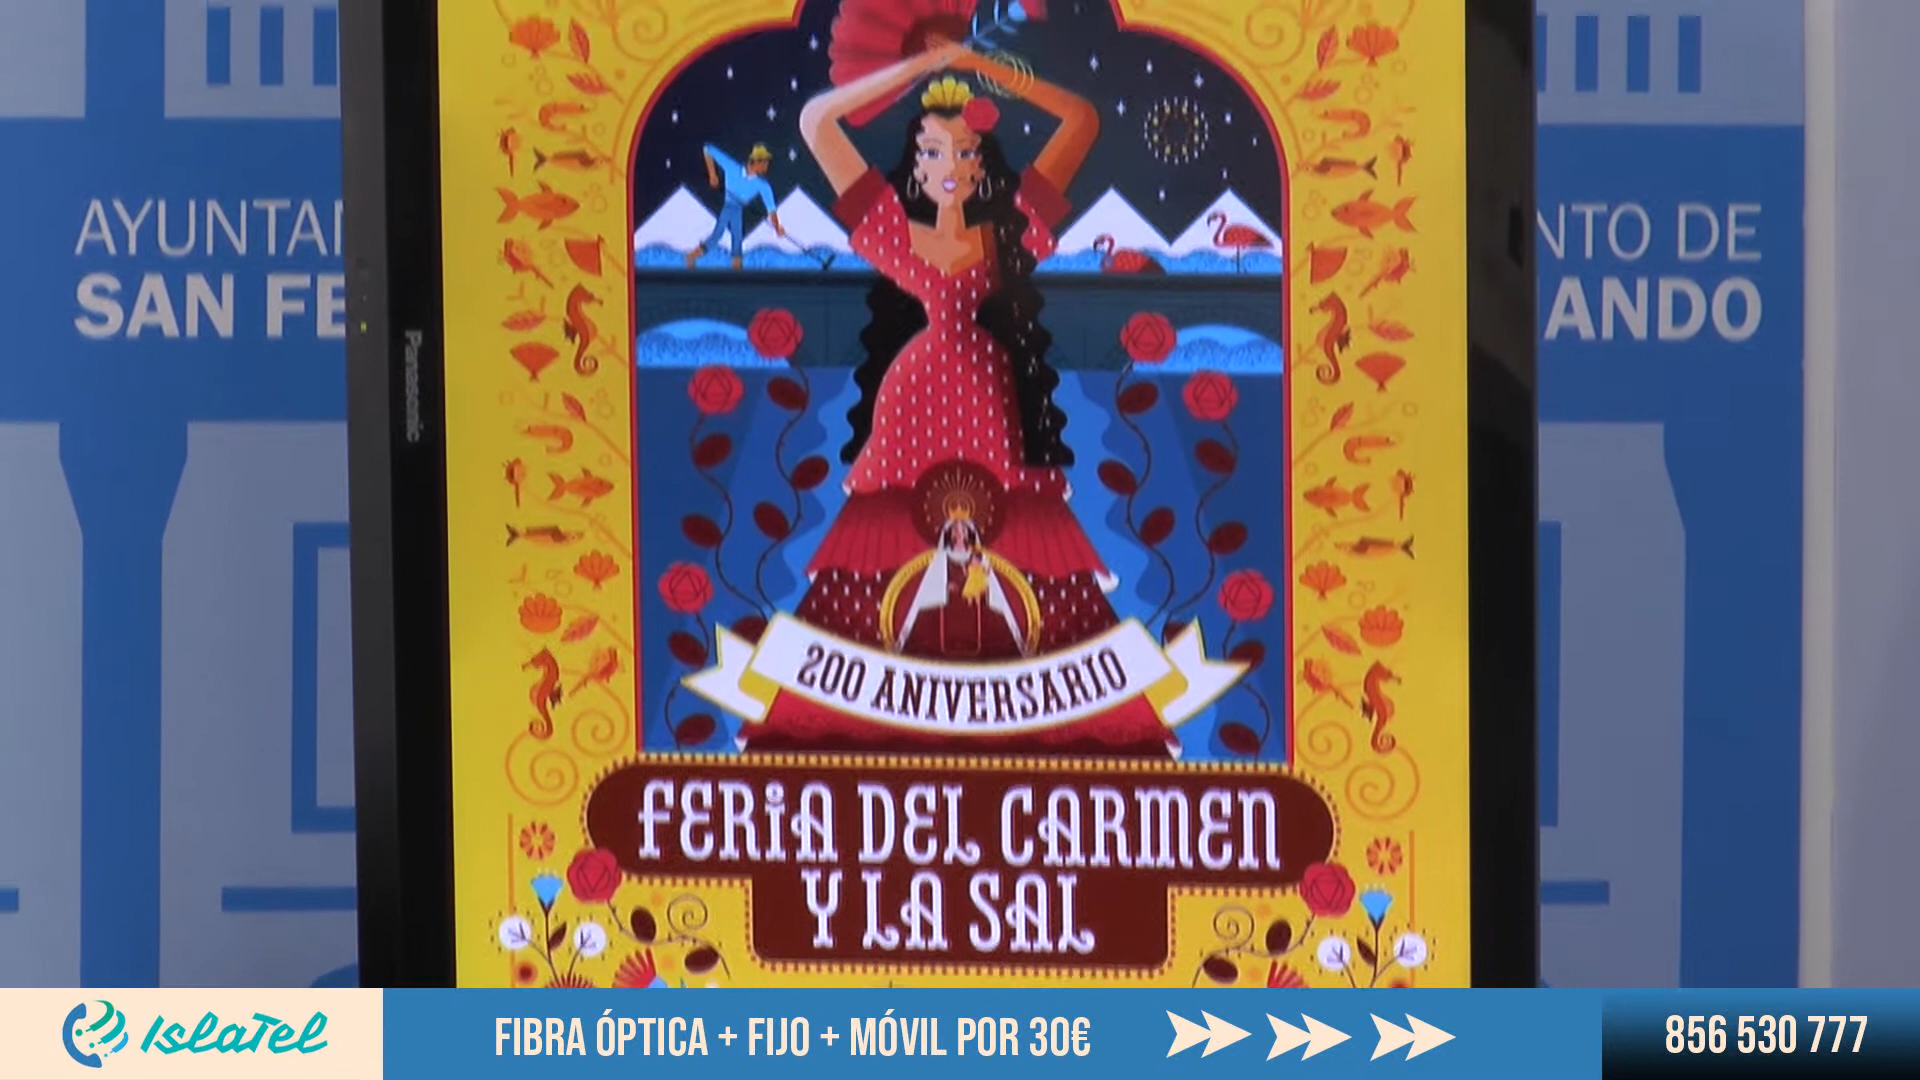 AYUNTA
SAN FE
NTO DE
ANDO
Panasonic
200 ANIVERSARIO
FERIA DEL CARMEN
Y LA SAL
IslaTel
FIBRA ÓPTICA + FIJO + MÓVIL POR 30€
856 530 777